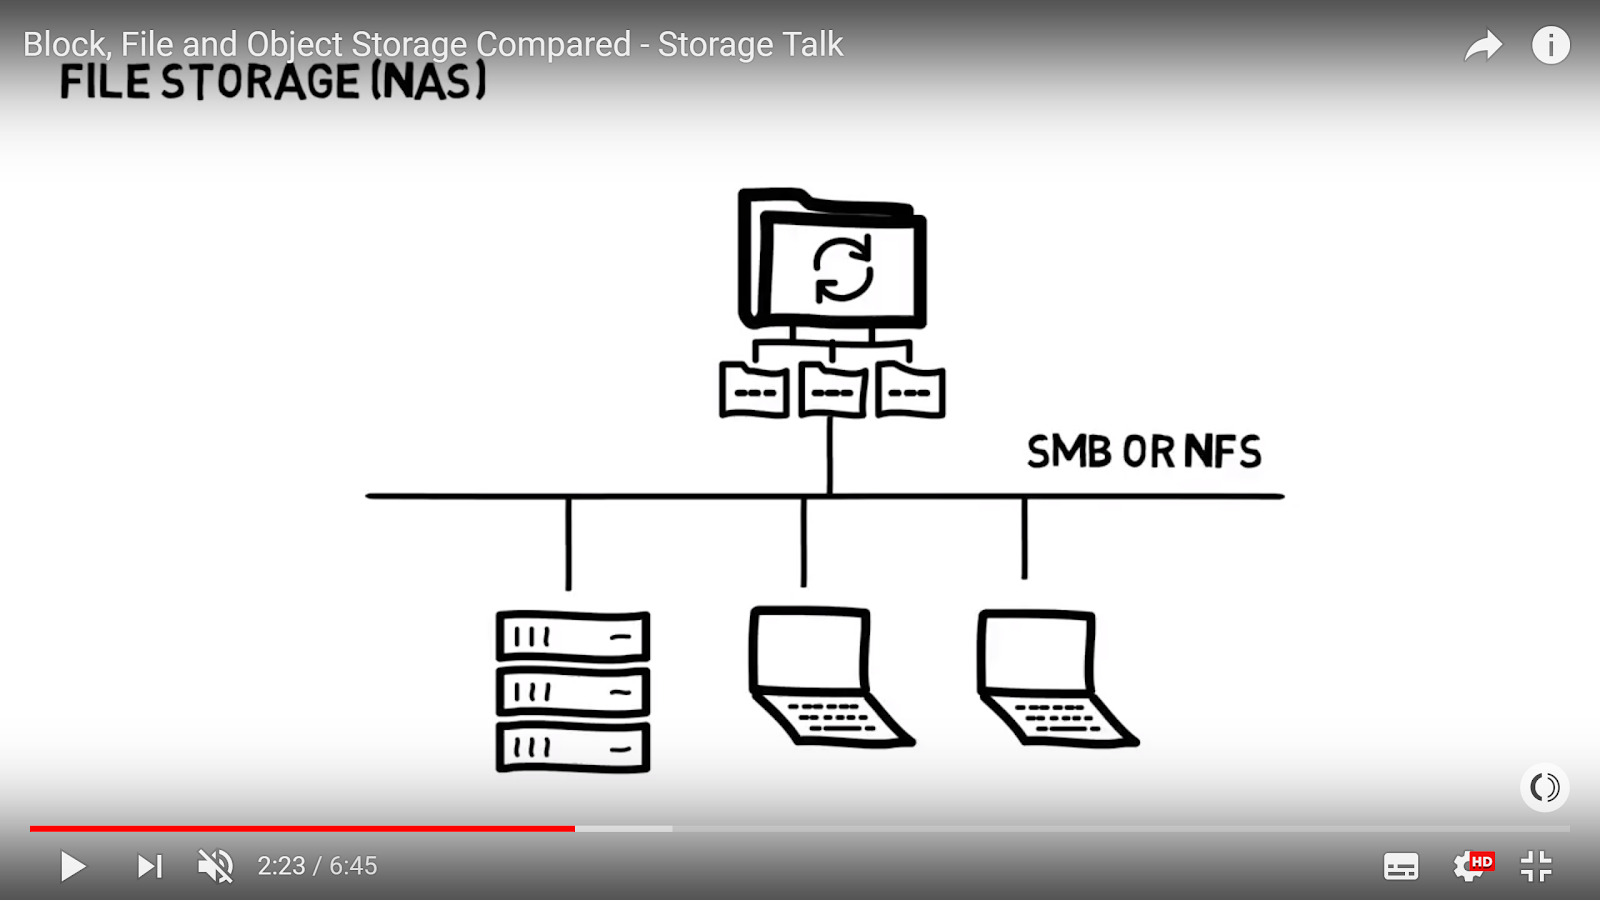 Block, File and Object Storage Compared - Storage Talk
FILE STORAGE (NAS)
SMB OR NFS
2:23 / 6:45
HD